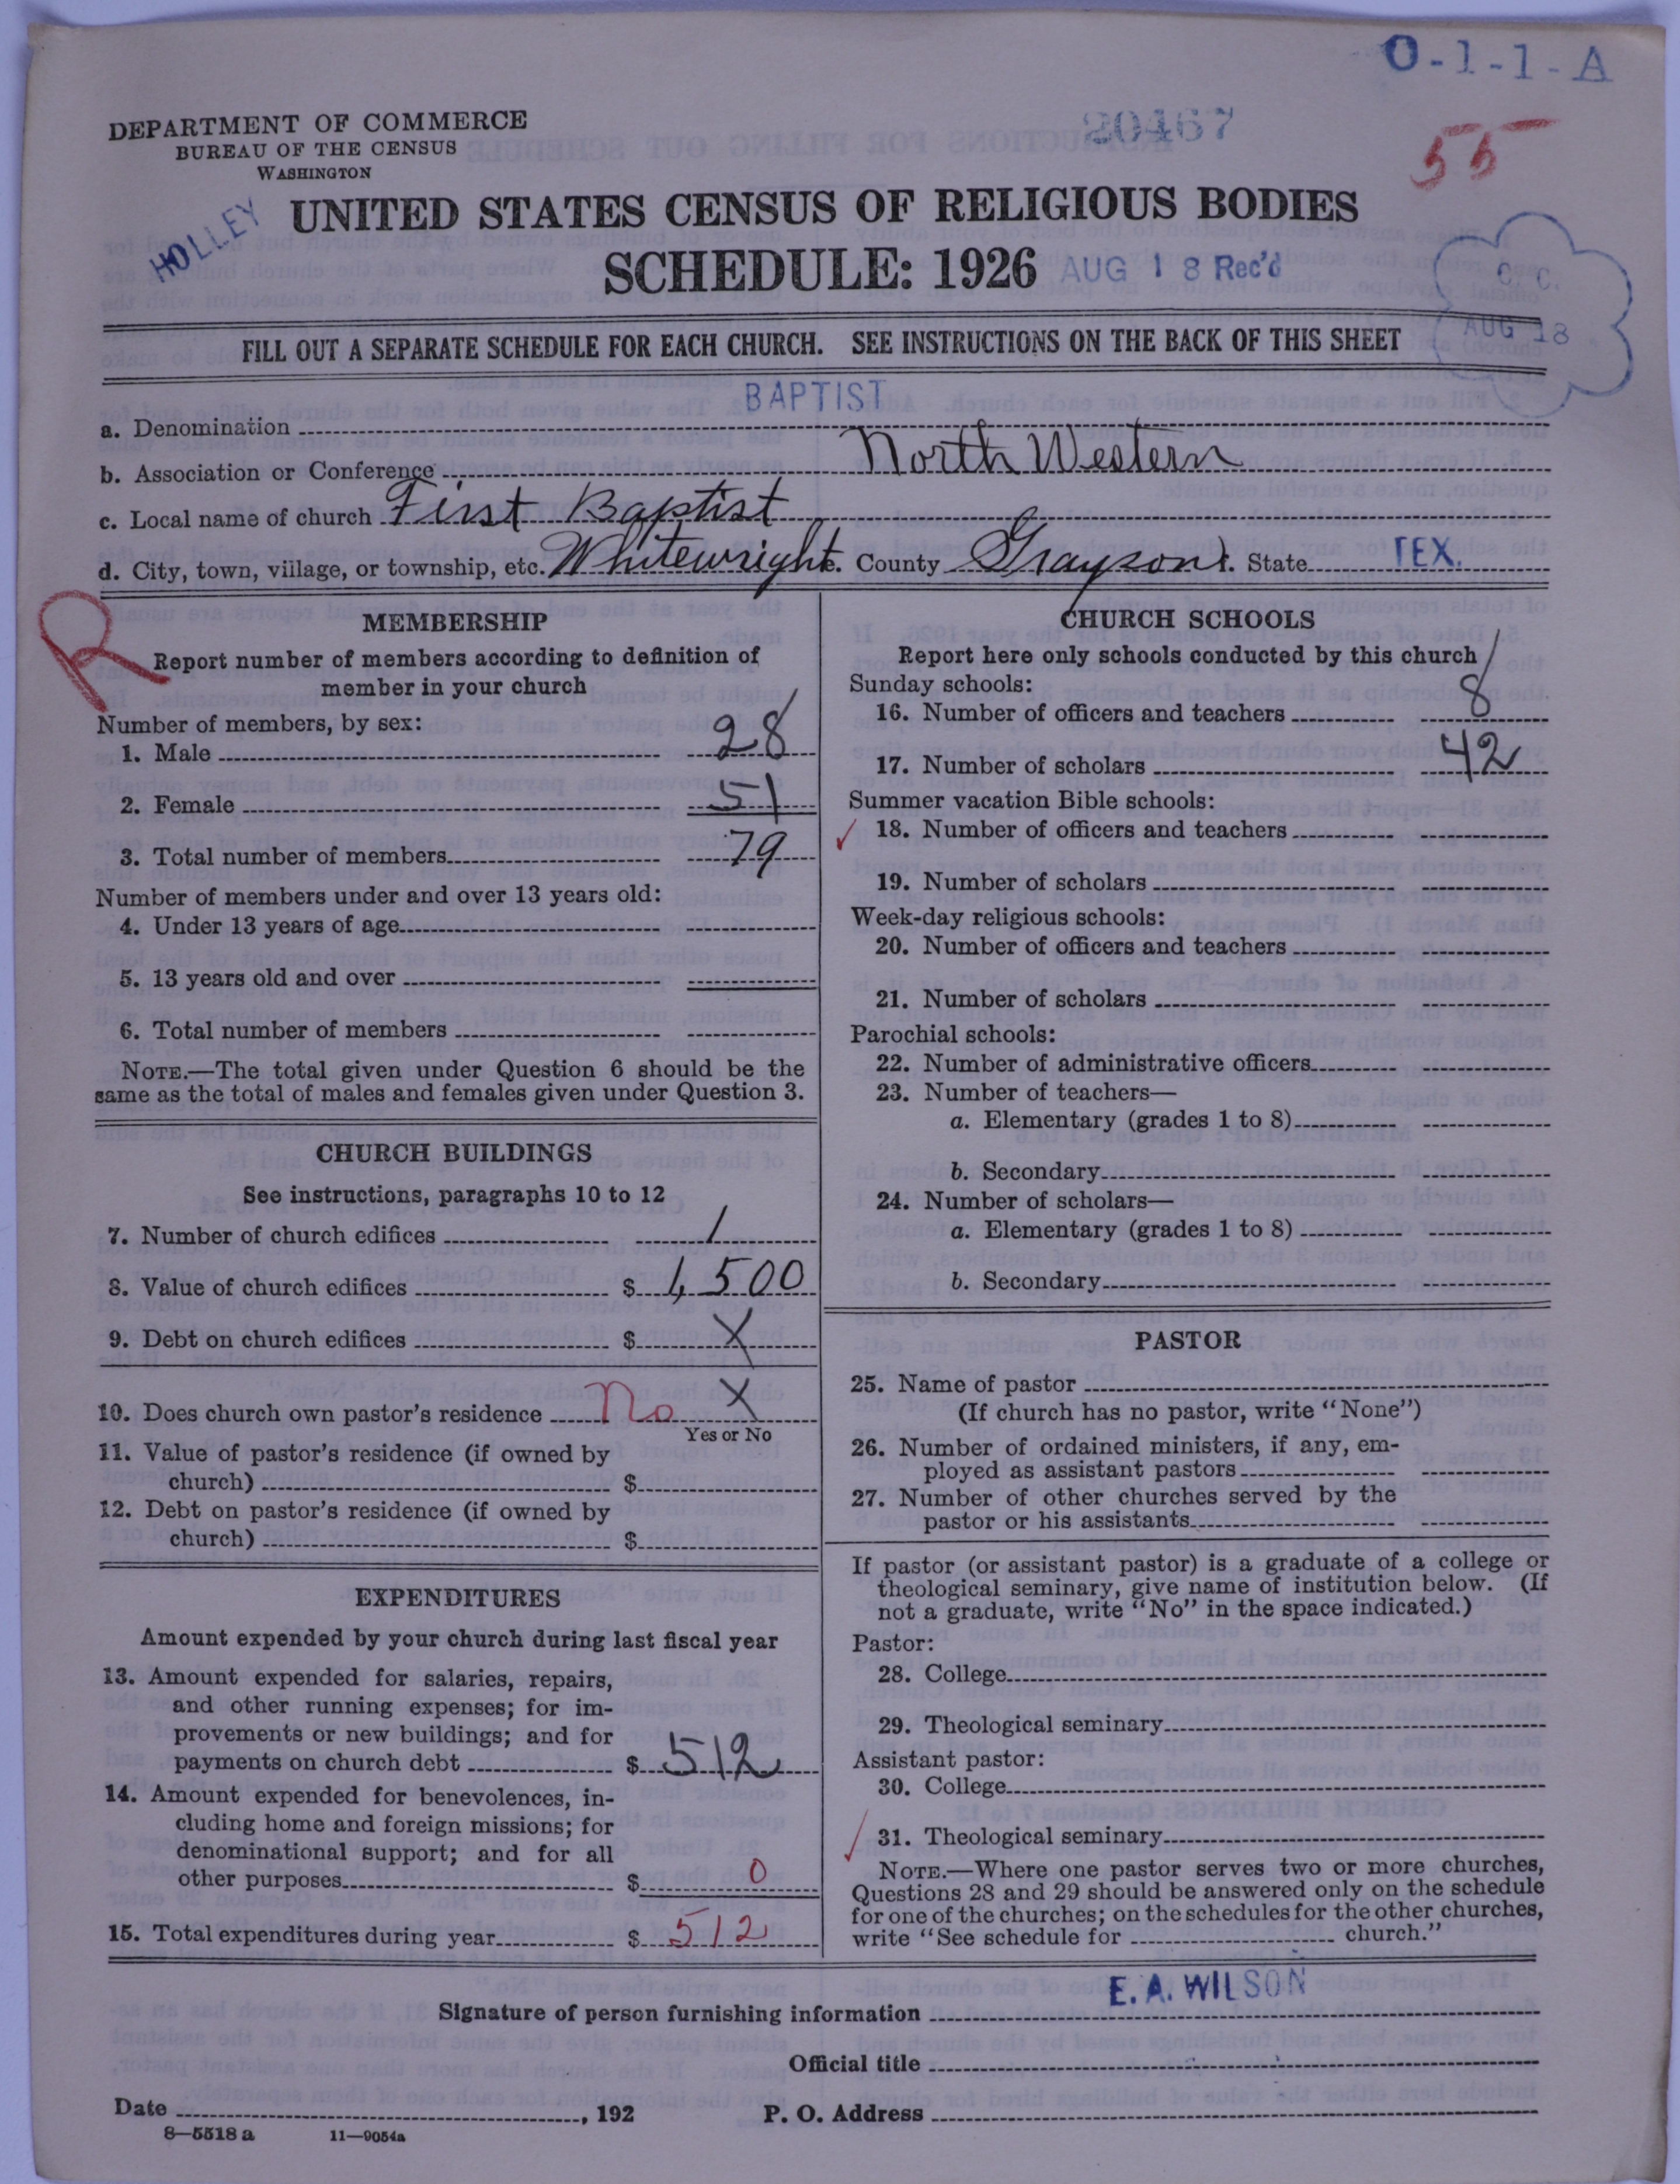 O-1-1-A
DEPARTMENT OF COMMERCE
BUREAU OF THE CENSUS
WASHINGTON
20467
55
HOLLEY
UNITED STATES CENSUS OF RELIGIOUS BODIES
SCHEDULE: 1926 AUG 18 Rec'd
C. C.
AUG 18
FILL OUT A SEPARATE SCHEDULE FOR EACH CHURCH. SEE INSTRUCTIONS ON THE BACK OF THIS SHEET
a. Denomination BAPTIST
b. Association or Conference North Western
c. Local name of church First Baptist
d. City, town, village, or township, etc. Whitewright. County Grayson. State TEX.
R
MEMBERSHIP
Report number of members according to definition of
member in your church
Number of members, by sex:
1. Male 28
2. Female 51
3. Total number of members 79
Number of members under and over 13 years old:
4. Under 13 years of age
5. 13 years old and over
6. Total number of members
NOTE.—The total given under Question 6 should be the
same as the total of males and females given under Question 3.
CHURCH BUILDINGS
See instructions, paragraphs 10 to 12
7. Number of church edifices 1
8. Value of church edifices $ 1,500
9. Debt on church edifices $ X
10. Does church own pastor's residence No X
Yes or No
11. Value of pastor's residence (if owned by
church) $
12. Debt on pastor's residence (if owned by
church) $
EXPENDITURES
Amount expended by your church during last fiscal year
13. Amount expended for salaries, repairs,
and other running expenses; for im-
provements or new buildings; and for
payments on church debt $ 512
14. Amount expended for benevolences, in-
cluding home and foreign missions; for
denominational support; and for all
other purposes $ 0
15. Total expenditures during year $ 512
CHURCH SCHOOLS
Report here only schools conducted by this church
Sunday schools:
16. Number of officers and teachers 8
17. Number of scholars 42
Summer vacation Bible schools:
18. Number of officers and teachers
19. Number of scholars
Week-day religious schools:
20. Number of officers and teachers
21. Number of scholars
Parochial schools:
22. Number of administrative officers
23. Number of teachers—
a. Elementary (grades 1 to 8)
b. Secondary
24. Number of scholars—
a. Elementary (grades 1 to 8)
b. Secondary
PASTOR
25. Name of pastor
(If church has no pastor, write "None")
26. Number of ordained ministers, if any, em-
ployed as assistant pastors
27. Number of other churches served by the
pastor or his assistants
If pastor (or assistant pastor) is a graduate of a college or
theological seminary, give name of institution below. (If
not a graduate, write "No" in the space indicated.)
Pastor:
28. College
29. Theological seminary
Assistant pastor:
30. College
31. Theological seminary
NOTE.—Where one pastor serves two or more churches,
Questions 28 and 29 should be answered only on the schedule
for one of the churches; on the schedules for the other churches,
write "See schedule for church."
Signature of person furnishing information E. A. WILSON
Official title
Date , 192 P. O. Address
8—5518 a 11—9054a